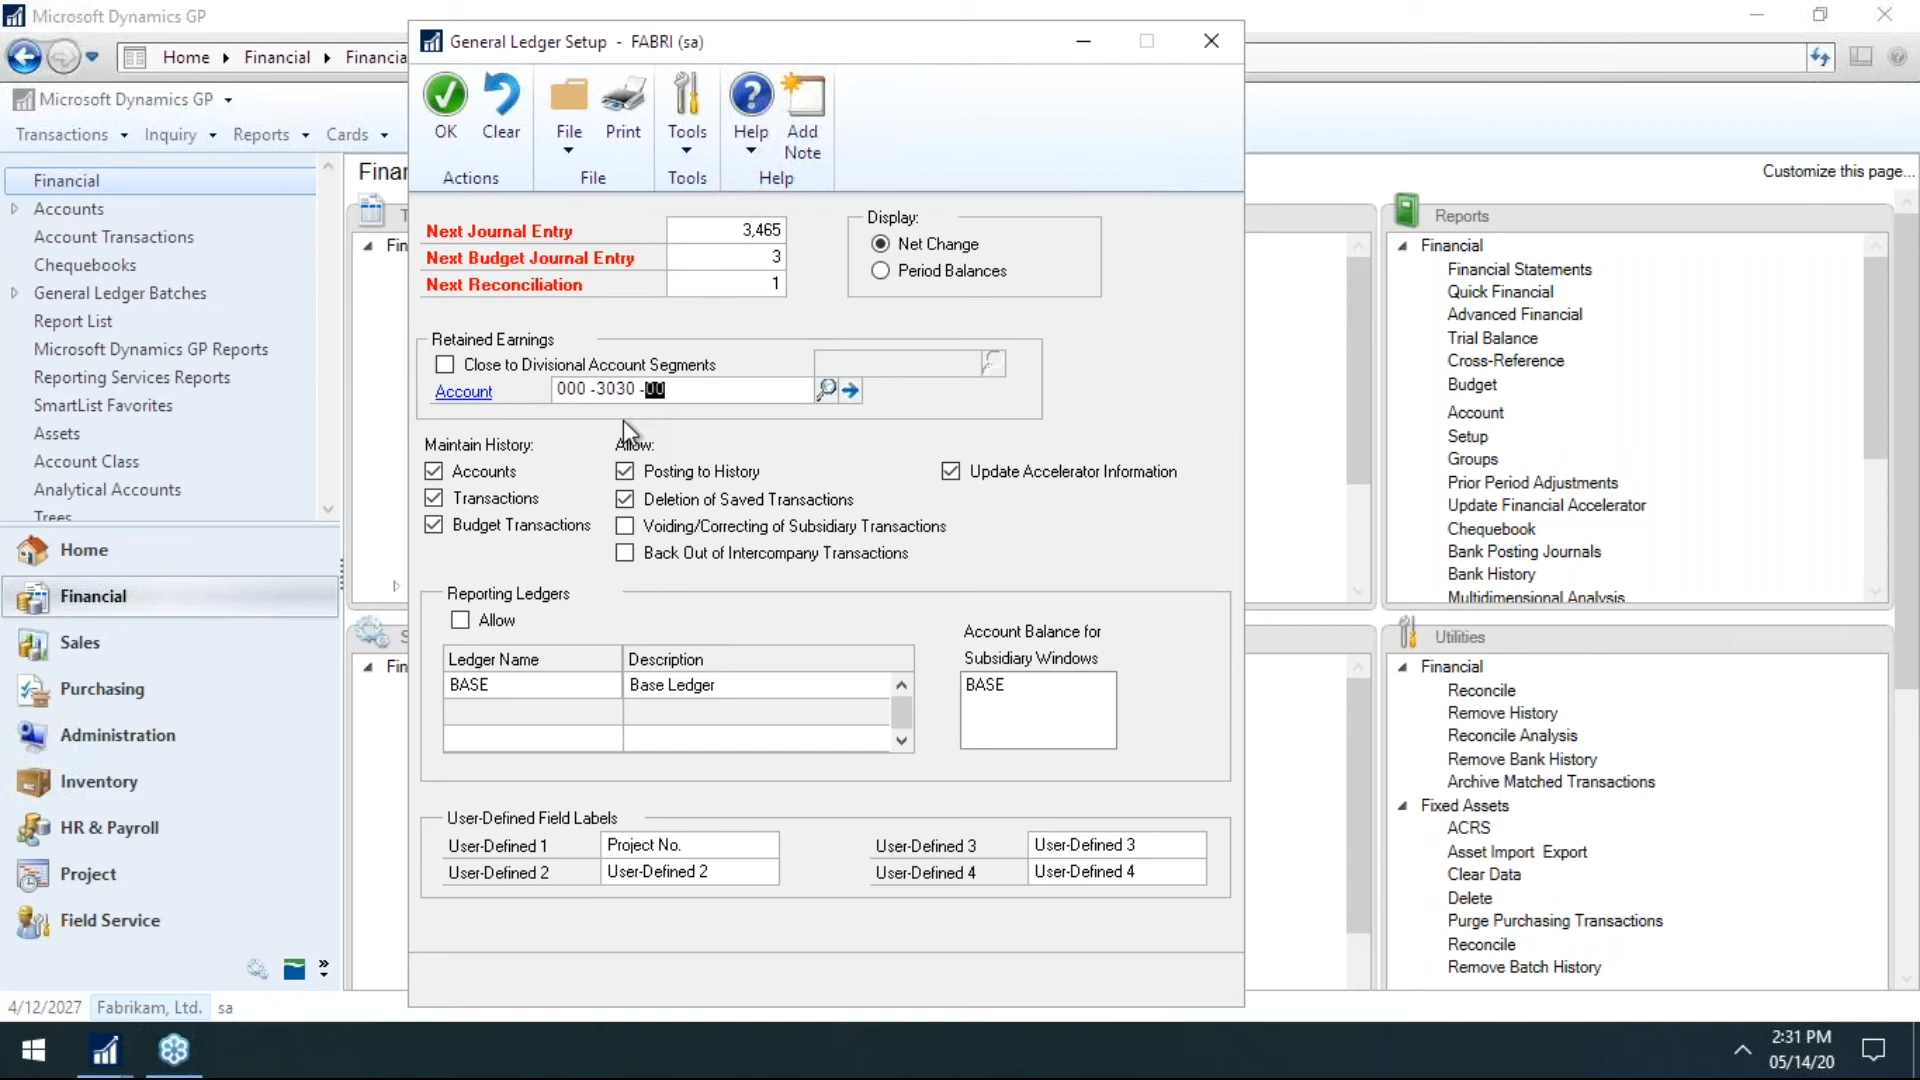 Microsoft Dynamics GP
Home Financial Financia
Microsoft Dynamics GP
Transactions Inquiry Reports Cards
Financial
Accounts
Account Transactions
Chequebooks
General Ledger Batches
Report List
Microsoft Dynamics GP Reports
Reporting Services Reports
SmartList Favorites
Assets
Account Class
Analytical Accounts
Trees
Home
Financial
Sales
Purchasing
Administration
Inventory
HR & Payroll
Project
Field Service
4/12/2027 Fabrikam, Ltd. sa
Finan
T
Fin
S
Fin
General Ledger Setup - FABRI (sa)
OK Clear File Print Tools Help Add Note
Actions File Tools Help
Next Journal Entry 3,465
Next Budget Journal Entry 3
Next Reconciliation 1
Display:
Net Change
Period Balances
Retained Earnings
Close to Divisional Account Segments
Account 000 -3030 -00
Maintain History:
Accounts
Transactions
Budget Transactions
Allow:
Posting to History
Deletion of Saved Transactions
Voiding/Correcting of Subsidiary Transactions
Back Out of Intercompany Transactions
Update Accelerator Information
Reporting Ledgers
Allow
Ledger Name Description
BASE Base Ledger
Account Balance for
Subsidiary Windows
BASE
User-Defined Field Labels
User-Defined 1 Project No.
User-Defined 2 User-Defined 2
User-Defined 3 User-Defined 3
User-Defined 4 User-Defined 4
Customize this page...
Reports
Financial
Financial Statements
Quick Financial
Advanced Financial
Trial Balance
Cross-Reference
Budget
Account
Setup
Groups
Prior Period Adjustments
Update Financial Accelerator
Chequebook
Bank Posting Journals
Bank History
Multidimensional Analysis
Utilities
Financial
Reconcile
Remove History
Reconcile Analysis
Remove Bank History
Archive Matched Transactions
Fixed Assets
ACRS
Asset Import Export
Clear Data
Delete
Purge Purchasing Transactions
Reconcile
Remove Batch History
2:31 PM
05/14/20